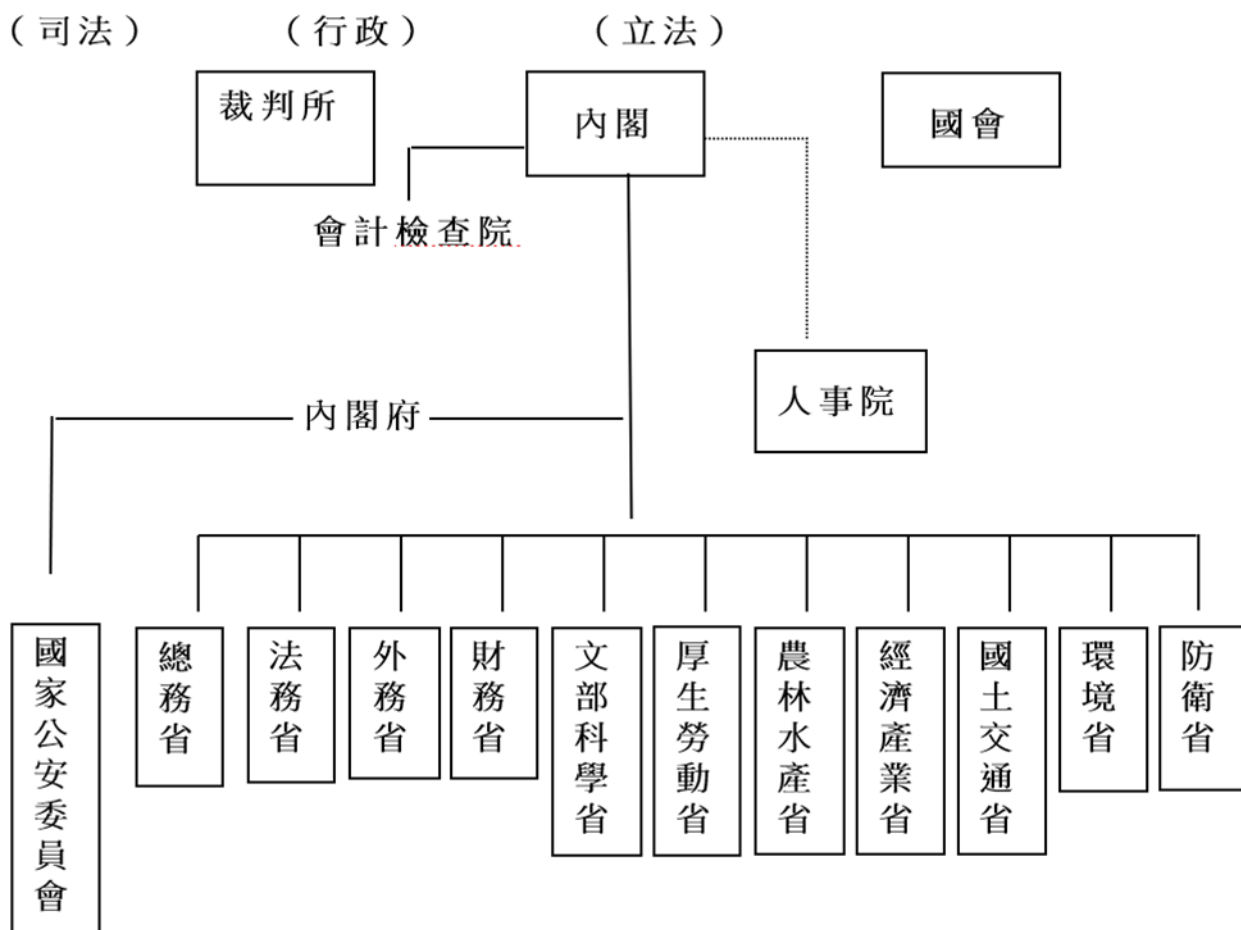 （司法）
（行政）
（立法）
裁判所
內閣
國會
會計檢查院
人事院
內閣府
國家公安委員會
總務省
法務省
外務省
財務省
文部科學省
厚生勞動省
農林水產省
經濟產業省
國土交通省
環境省
防衛省